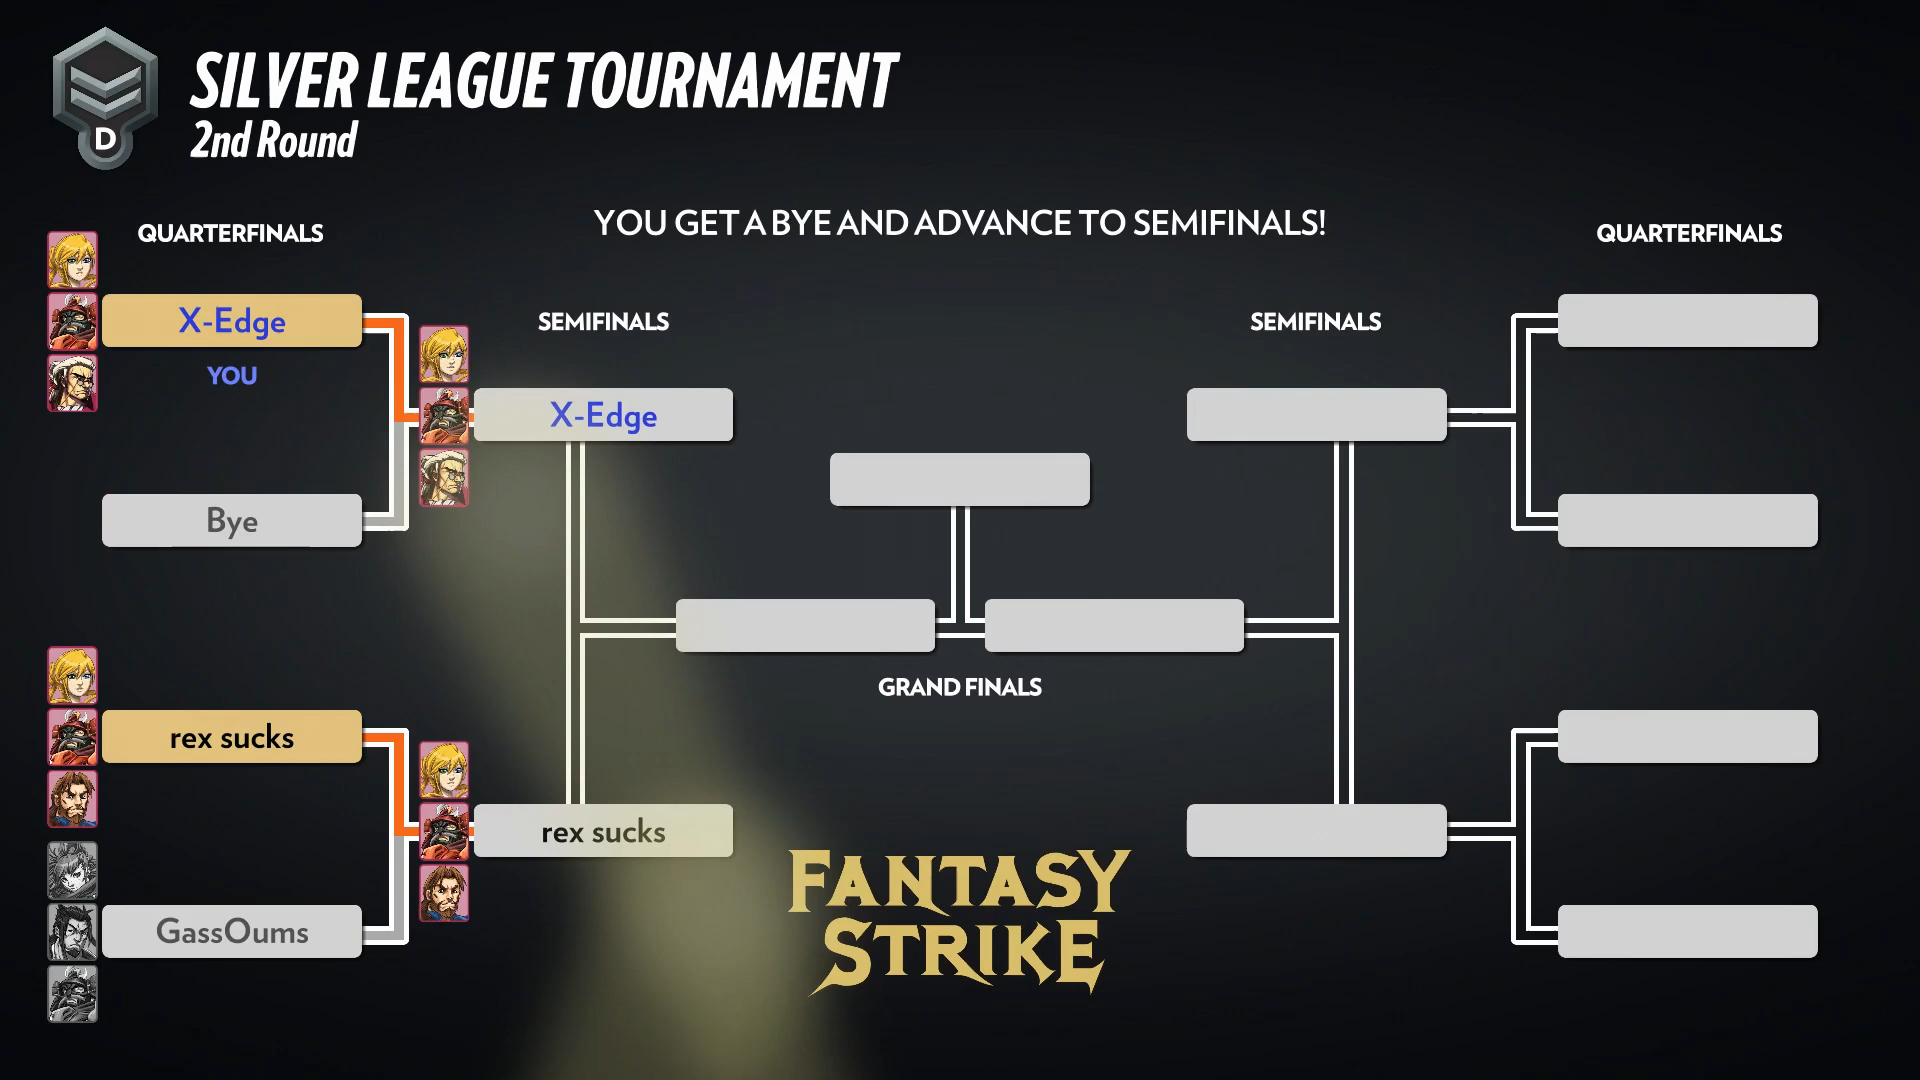 SILVER LEAGUE TOURNAMENT
2nd Round
D
YOU GET A BYE AND ADVANCE TO SEMIFINALS!
QUARTERFINALS
QUARTERFINALS
X-Edge
YOU
SEMIFINALS
SEMIFINALS
X-Edge
Bye
GRAND FINALS
rex sucks
rex sucks
GassOums
FANTASY
STRIKE